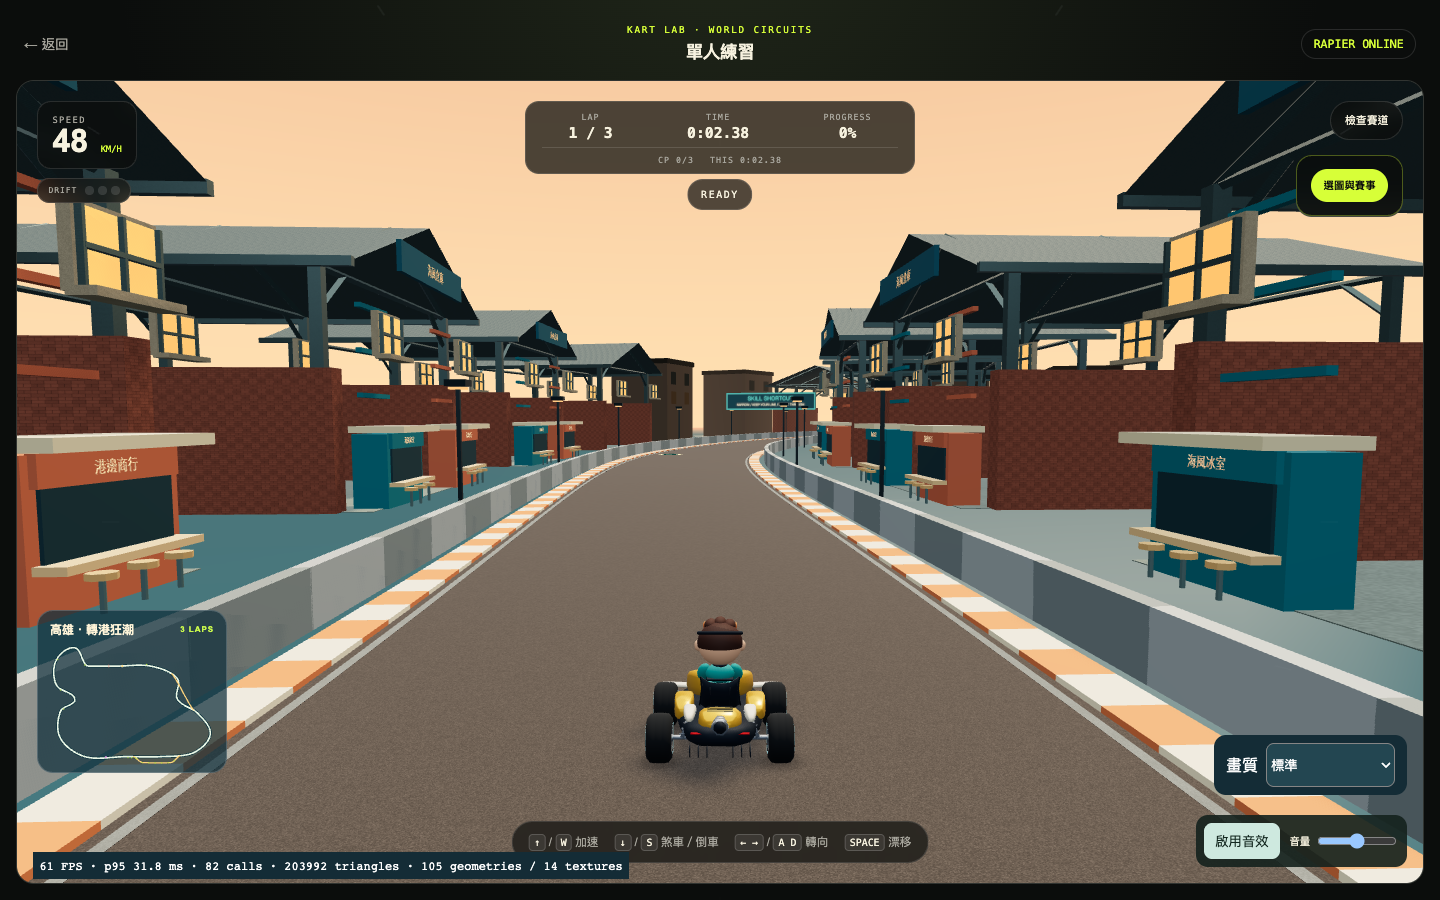 KART LAB · WORLD CIRCUITS
← 返回
單人練習
RAPIER ONLINE
SPEED
48 KM/H
DRIFT
LAP TIME PROGRESS
1 / 3 0:02.38 0%
CP 0/3 THIS 0:02.38
READY
檢查賽道
選圖與賽事
SKILL SHORTCUT
港邊商行
海風冰室
高雄・轉港狂潮 3 LAPS
畫質 標準
↑ / W 加速 ↓ / S 煞車 / 倒車 ← → / A D 轉向 SPACE 漂移
啟用音效 音量
61 FPS · p95 31.8 ms · 82 calls · 203992 triangles · 105 geometries / 14 textures